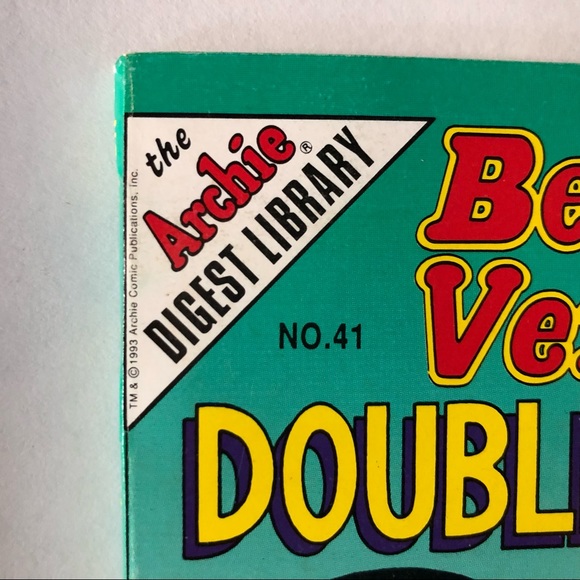 the
Archie®
DIGEST LIBRARY
TM & © 1993 Archie Comic Publications, Inc.
NO.41
Be
Ve
DOUBL